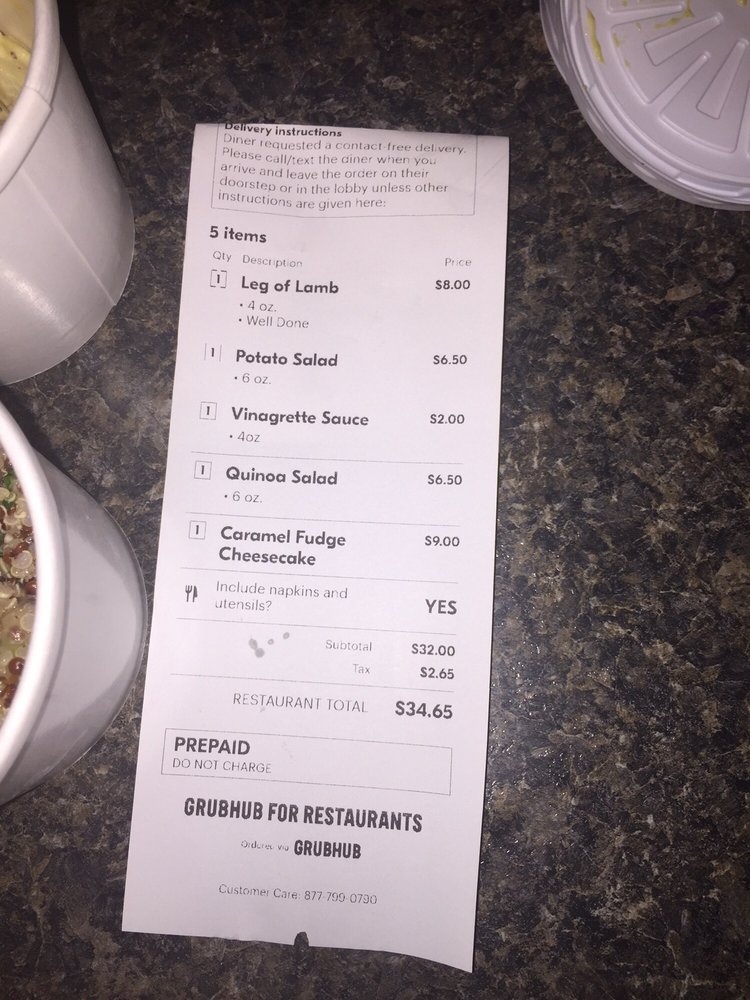 Delivery instructions
Diner requested a contact-free delivery.
Please call/text the diner when you
arrive and leave the order on their
doorstep or in the lobby unless other
instructions are given here:
5 items
Qty Description Price
1 Leg of Lamb $8.00
• 4 oz.
• Well Done
1 Potato Salad $6.50
• 6 oz.
1 Vinagrette Sauce $2.00
• 4oz
1 Quinoa Salad $6.50
• 6 oz.
1 Caramel Fudge $9.00
Cheesecake
Include napkins and
utensils? YES
Subtotal $32.00
Tax $2.65
RESTAURANT TOTAL $34.65
PREPAID
DO NOT CHARGE
GRUBHUB FOR RESTAURANTS
Ordered via GRUBHUB
Customer Care: 877-799-0790